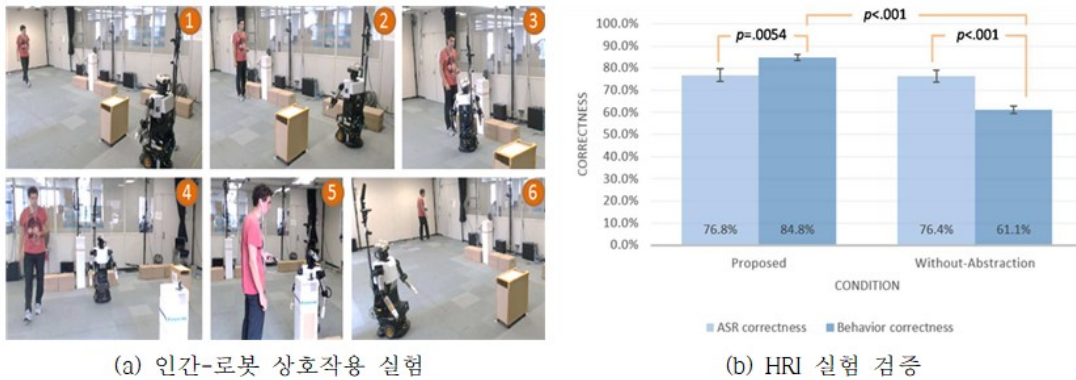 1
2
3
4
5
6
100.0%
90.0%
80.0%
70.0%
60.0%
50.0%
40.0%
30.0%
20.0%
10.0%
0.0%
CORRECTNESS
p<.001
p=.0054
p<.001
76.8%
84.8%
76.4%
61.1%
Proposed
Without-Abstraction
CONDITION
ASR correctness
Behavior correctness
(a) 인간-로봇 상호작용 실험
(b) HRI 실험 검증